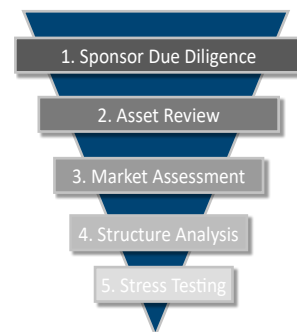 1. Sponsor Due Diligence
2. Asset Review
3. Market Assessment
4. Structure Analysis
5. Stress Testing